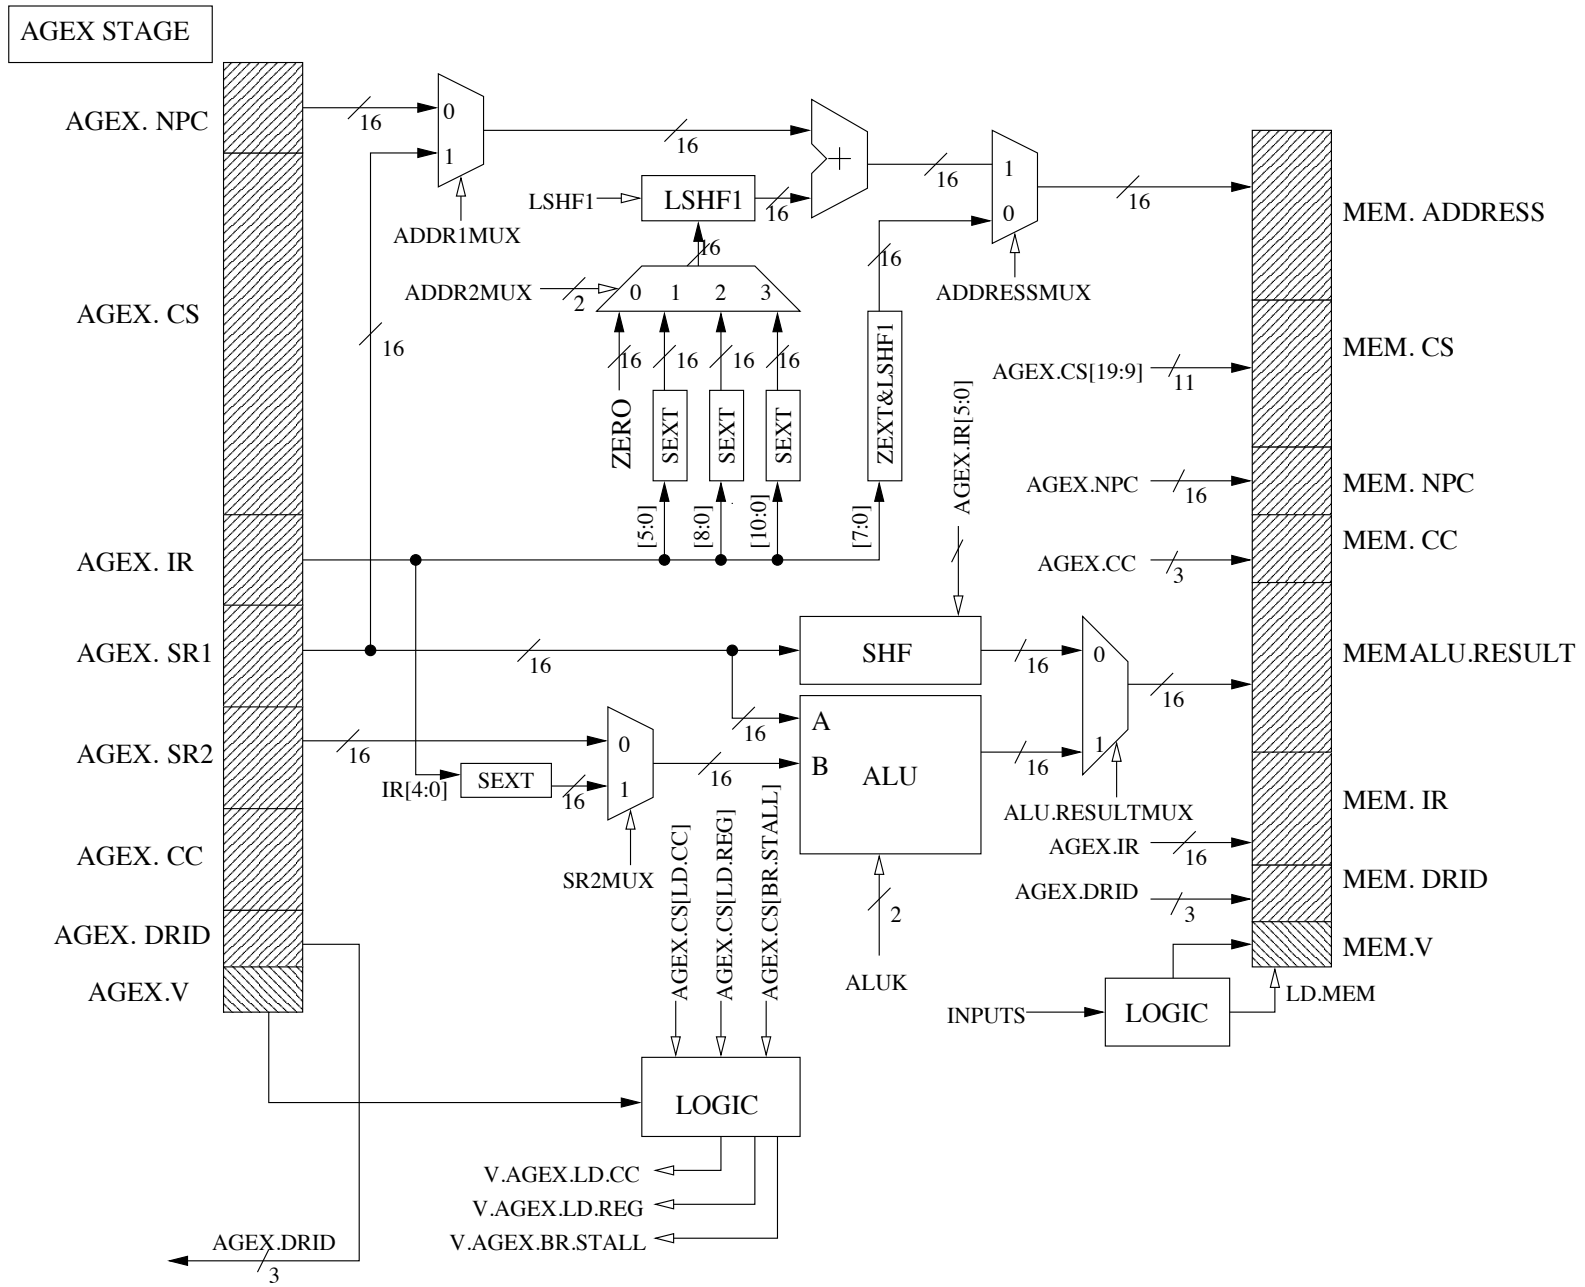 AGEX STAGE
AGEX. NPC
16
0
1
16
ADDR1MUX
LSHF1
LSHF1
16
+
16
1
0
16
ADDRESSMUX
MEM. ADDRESS
AGEX. CS
16
ADDR2MUX
2
0 1 2 3
16
16
16
16
16
16
ZERO
SEXT
SEXT
SEXT
ZEXT&LSHF1
[5:0]
[8:0]
[10:0]
[7:0]
AGEX.IR[5:0]
AGEX.CS[19:9]
11
MEM. CS
AGEX.NPC
16
MEM. NPC
AGEX. IR
AGEX.CC
3
MEM. CC
AGEX. SR1
16
SHF
16
0
1
16
MEM.ALU.RESULT
AGEX. SR2
16
IR[4:0]
SEXT
16
0
1
16
SR2MUX
16
A
B
ALU
16
ALU.RESULTMUX
2
ALUK
AGEX.IR
16
MEM. IR
AGEX. CC
AGEX.DRID
3
MEM. DRID
AGEX. DRID
AGEX.V
MEM.V
INPUTS
LOGIC
LD.MEM
AGEX.CS[LD.CC]
AGEX.CS[LD.REG]
AGEX.CS[BR.STALL]
LOGIC
V.AGEX.LD.CC
V.AGEX.LD.REG
V.AGEX.BR.STALL
AGEX.DRID
3